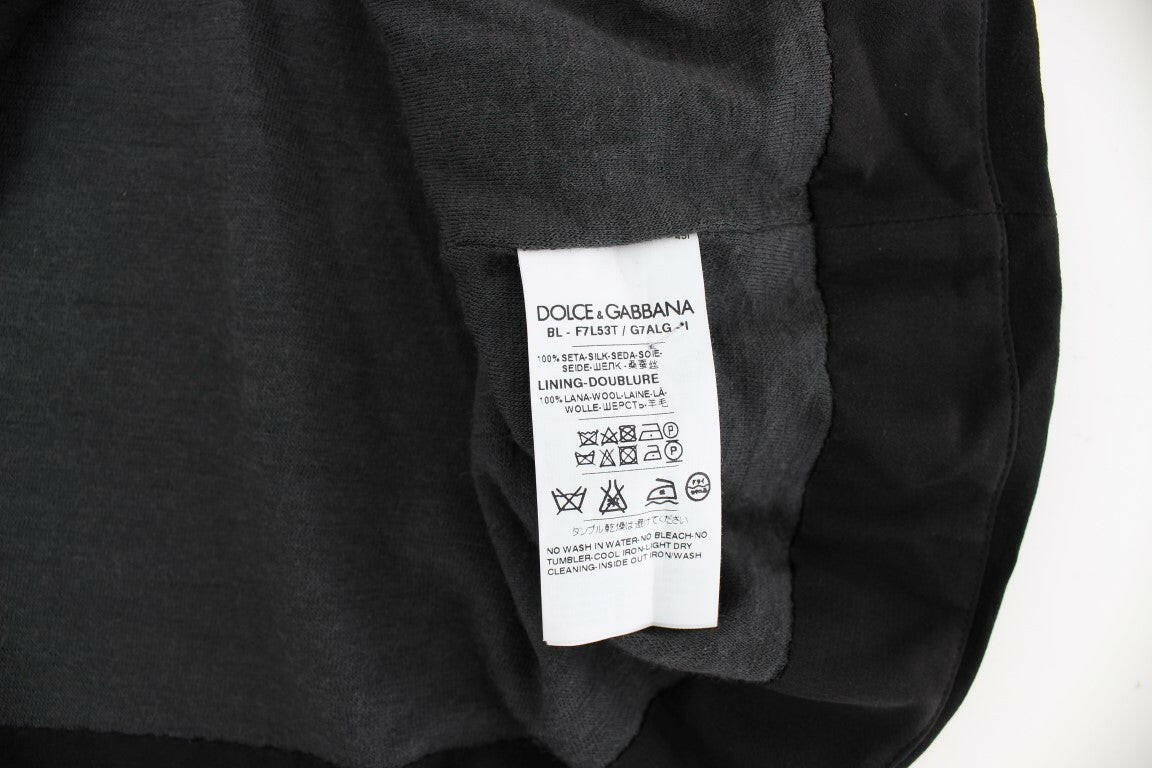 DOLCE & GABBANA
BL - F7L53T / G7ALG -*I
100% SETA-SILK-SEDA-SOIE-
SEIDE-ШЕЛК-桑蚕丝
LINING-DOUBLURE
100% LANA-WOOL-LAINE-LÃ-
WOLLE-ШЕРСТЬ-羊毛
P
P
ドライ
タンブル乾燥は避けてください
NO WASH IN WATER-NO BLEACH-NO
TUMBLER-COOL IRON-LIGHT DRY
CLEANING-INSIDE OUT IRON/WASH